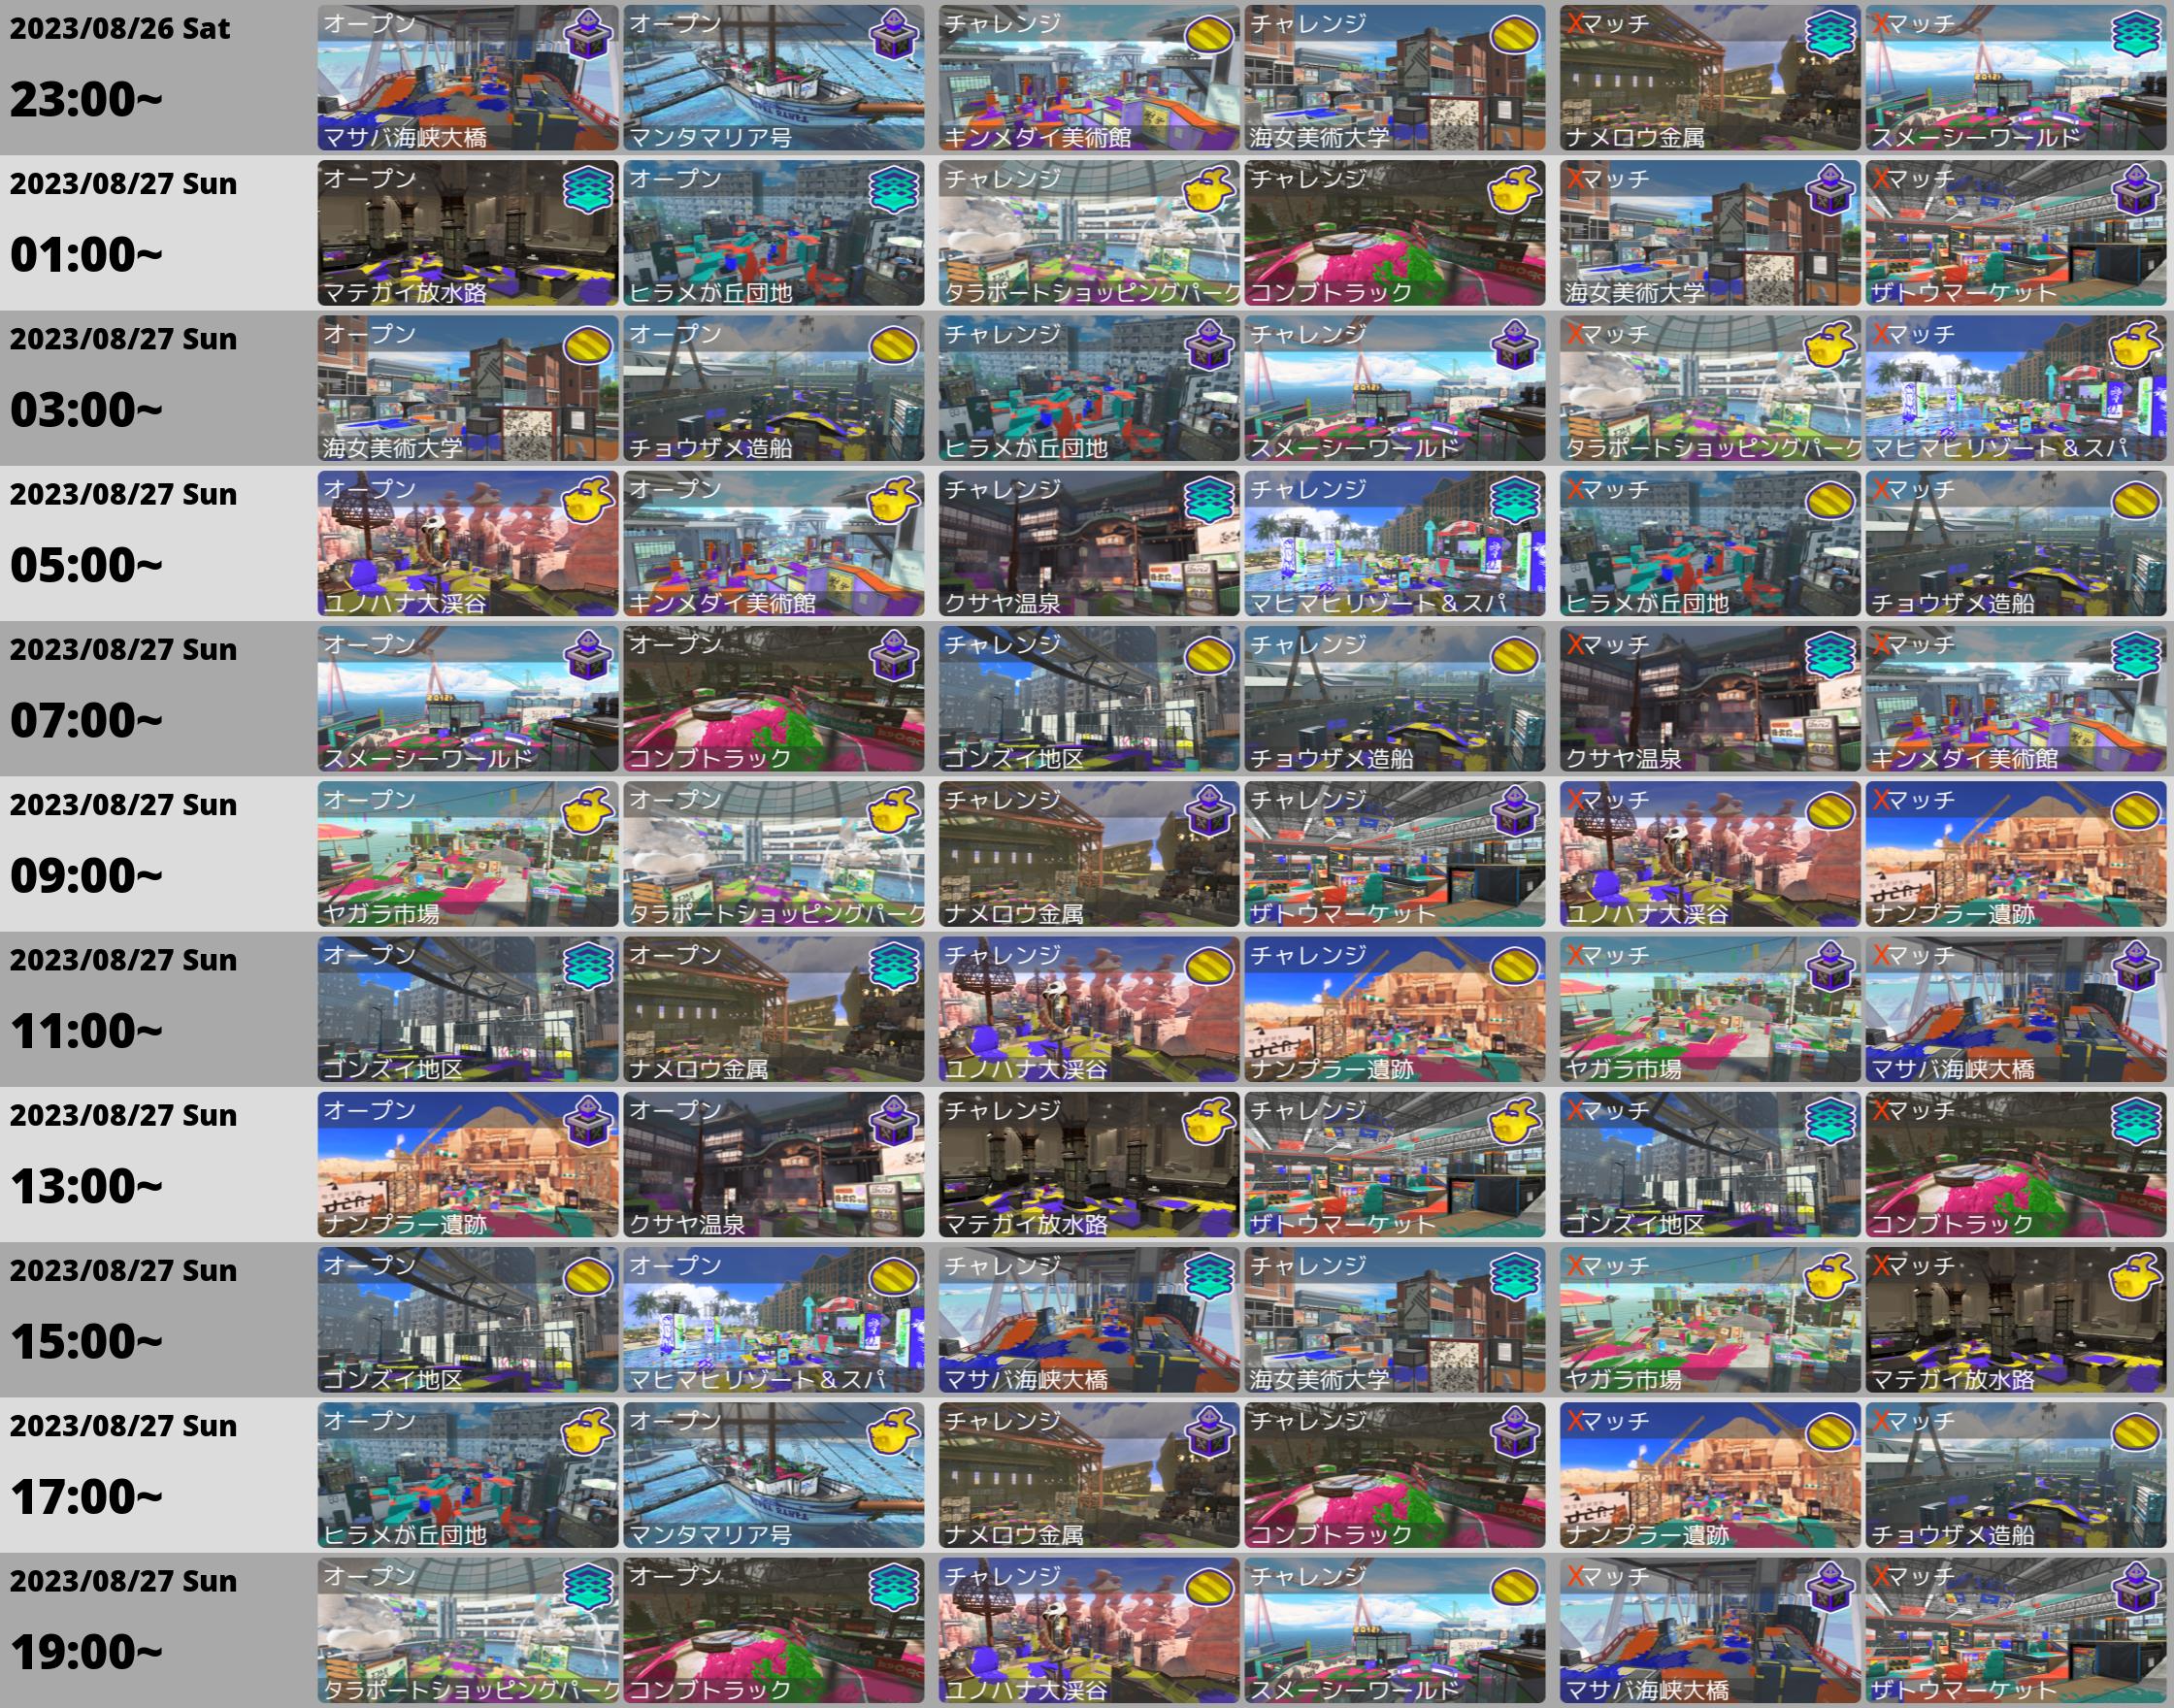 2023/08/26 Sat
23:00~
オープン オープン チャレンジ チャレンジ Xマッチ Xマッチ
マサバ海峡大橋 マンタマリア号 キンメダイ美術館 海女美術大学 ナメロウ金属 スメーシーワールド
2023/08/27 Sun
01:00~
オープン オープン チャレンジ チャレンジ Xマッチ Xマッチ
マテガイ放水路 ヒラメが丘団地 タラポートショッピングパーク コンブトラック 海女美術大学 ザトウマーケット
2023/08/27 Sun
03:00~
オープン オープン チャレンジ チャレンジ Xマッチ Xマッチ
海女美術大学 チョウザメ造船 ヒラメが丘団地 スメーシーワールド タラポートショッピングパーク マヒマヒリゾート&スパ
2023/08/27 Sun
05:00~
オープン オープン チャレンジ チャレンジ Xマッチ Xマッチ
ユノハナ大渓谷 キンメダイ美術館 クサヤ温泉 マヒマヒリゾート&スパ ヒラメが丘団地 チョウザメ造船
2023/08/27 Sun
07:00~
オープン オープン チャレンジ チャレンジ Xマッチ Xマッチ
スメーシーワールド コンブトラック ゴンズイ地区 チョウザメ造船 クサヤ温泉 キンメダイ美術館
2023/08/27 Sun
09:00~
オープン オープン チャレンジ チャレンジ Xマッチ Xマッチ
ヤガラ市場 タラポートショッピングパーク ナメロウ金属 ザトウマーケット ユノハナ大渓谷 ナンプラー遺跡
2023/08/27 Sun
11:00~
オープン オープン チャレンジ チャレンジ Xマッチ Xマッチ
ゴンズイ地区 ナメロウ金属 ユノハナ大渓谷 ナンプラー遺跡 ヤガラ市場 マサバ海峡大橋
2023/08/27 Sun
13:00~
オープン オープン チャレンジ チャレンジ Xマッチ Xマッチ
ナンプラー遺跡 クサヤ温泉 マテガイ放水路 ザトウマーケット ゴンズイ地区 コンブトラック
2023/08/27 Sun
15:00~
オープン オープン チャレンジ チャレンジ Xマッチ Xマッチ
ゴンズイ地区 マヒマヒリゾート&スパ マサバ海峡大橋 海女美術大学 ヤガラ市場 マテガイ放水路
2023/08/27 Sun
17:00~
オープン オープン チャレンジ チャレンジ Xマッチ Xマッチ
ヒラメが丘団地 マンタマリア号 ナメロウ金属 コンブトラック ナンプラー遺跡 チョウザメ造船
2023/08/27 Sun
19:00~
オープン オープン チャレンジ チャレンジ Xマッチ Xマッチ
タラポートショッピングパーク コンブトラック ユノハナ大渓谷 スメーシーワールド マサバ海峡大橋 ザトウマーケット